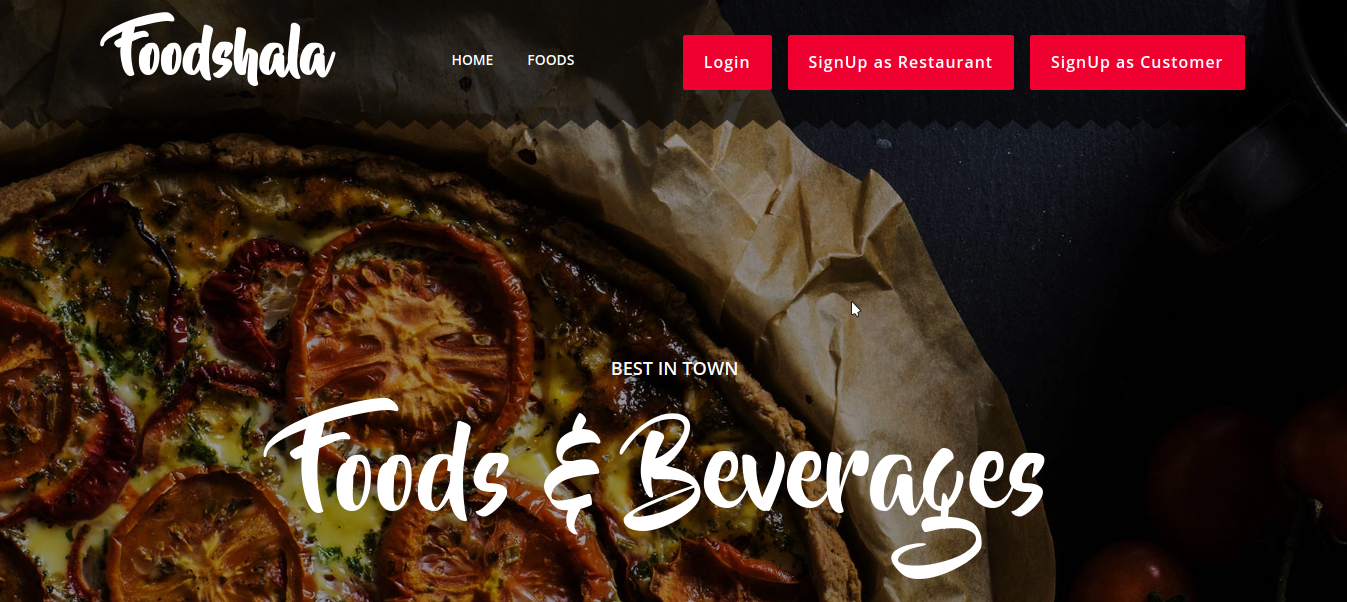 Foodshala
HOME FOODS Login SignUp as Restaurant SignUp as Customer
BEST IN TOWN
Foods & Beverages